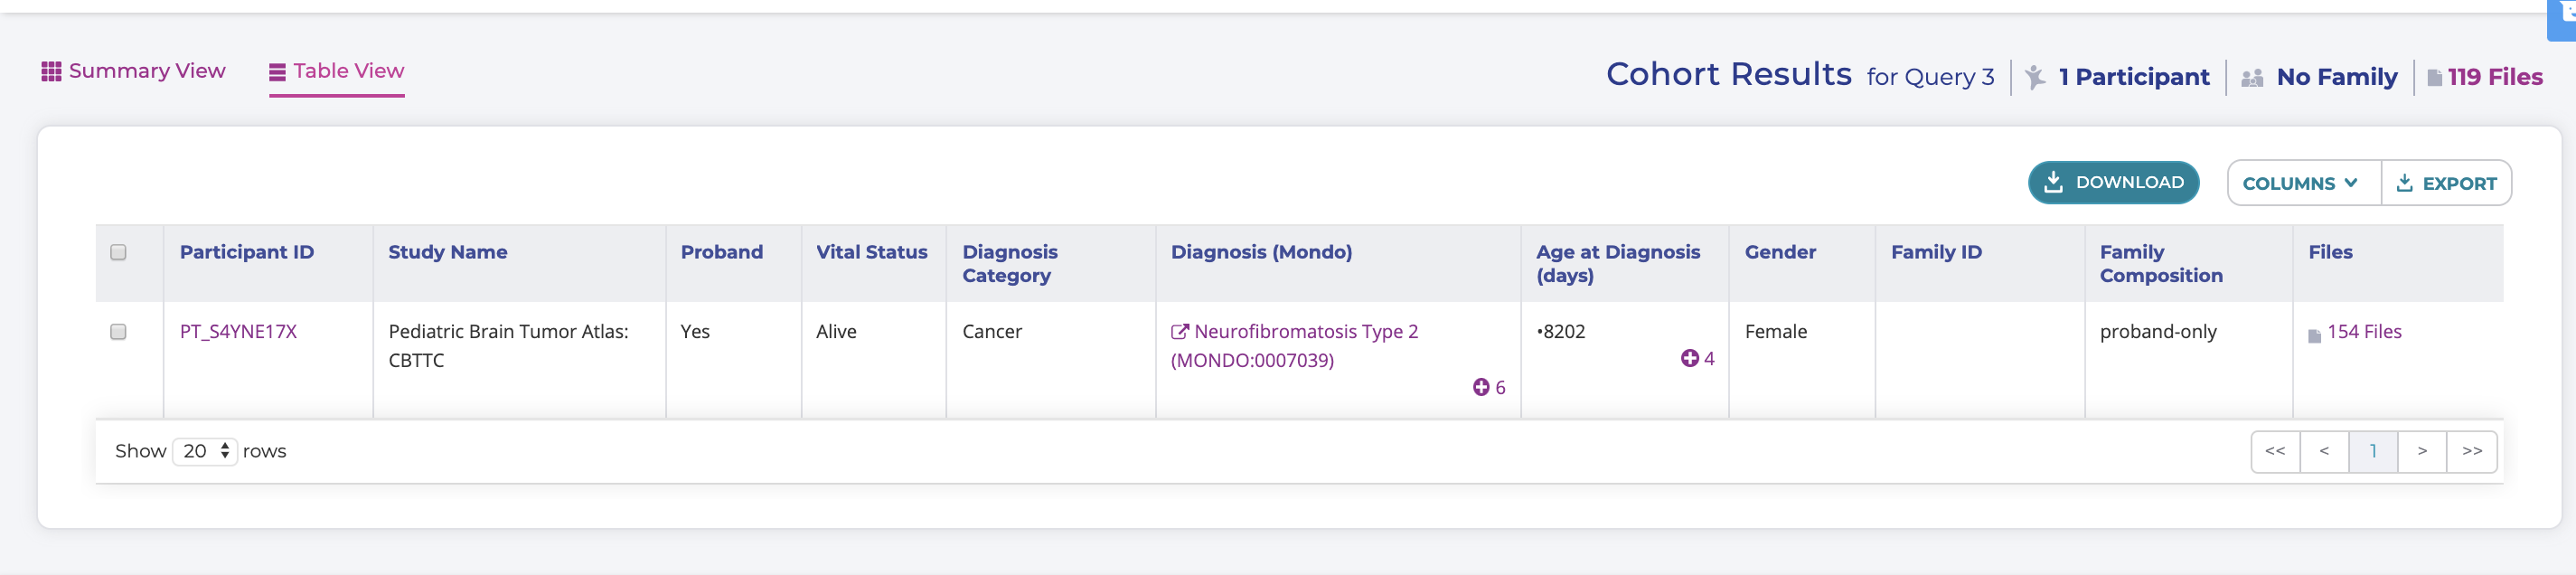 Summary View
Table View
Cohort Results for Query 3
1 Participant
No Family
119 Files
DOWNLOAD
COLUMNS
EXPORT
Participant ID
Study Name
Proband
Vital Status
Diagnosis
Category
Diagnosis (Mondo)
Age at Diagnosis
(days)
Gender
Family ID
Family
Composition
Files
PT_S4YNE17X
Pediatric Brain Tumor Atlas:
CBTTC
Yes
Alive
Cancer
Neurofibromatosis Type 2
(MONDO:0007039)
6
•8202
4
Female
proband-only
154 Files
Show 20 rows
<<
<
1
>
>>